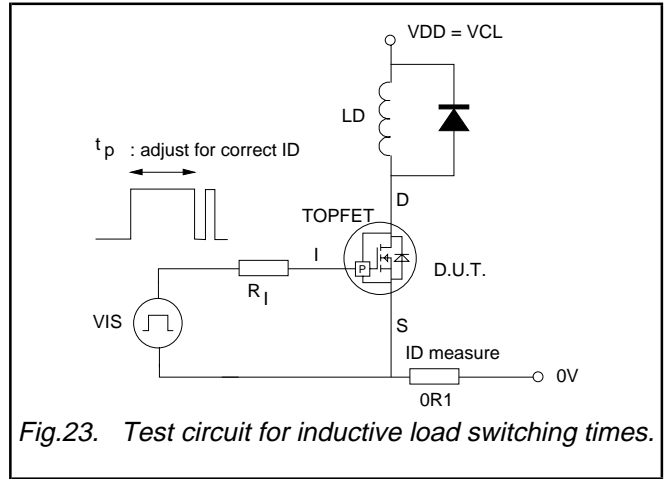 VDD = VCL
LD
t p : adjust for correct ID
D
TOPFET
I
P
D.U.T.
R I
VIS
S
ID measure
0V
0R1
Fig.23. Test circuit for inductive load switching times.